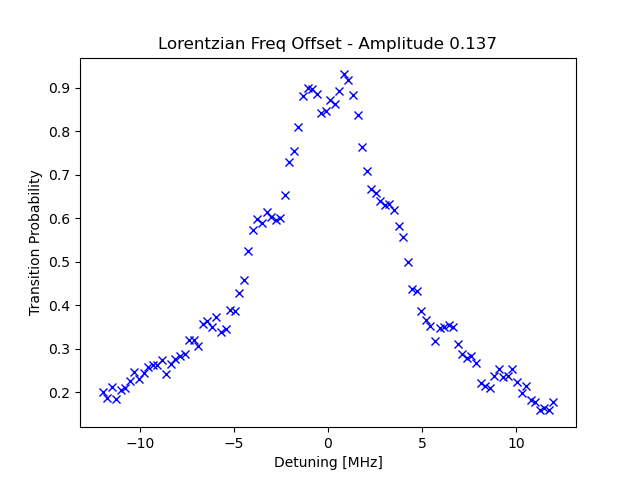 Lorentzian Freq Offset - Amplitude 0.137
0.9
0.8
0.7
0.6
0.5
0.4
0.3
0.2
Transition Probability
−10 −5 0 5 10
Detuning [MHz]